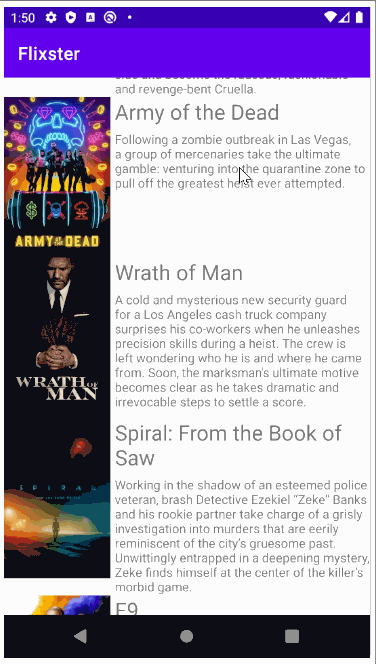 1:50
Flixster
side and become the raucous, fashionable
and revenge-bent Cruella.
Army of the Dead
Following a zombie outbreak in Las Vegas,
a group of mercenaries take the ultimate
gamble: venturing into the quarantine zone to
pull off the greatest heist ever attempted.
ARMY OF THE DEAD
Wrath of Man
A cold and mysterious new security guard
for a Los Angeles cash truck company
surprises his co-workers when he unleashes
precision skills during a heist. The crew is
left wondering who he is and where he came
from. Soon, the marksman's ultimate motive
becomes clear as he takes dramatic and
irrevocable steps to settle a score.
WRATH OF
MAN
Spiral: From the Book of
Saw
Working in the shadow of an esteemed police
veteran, brash Detective Ezekiel “Zeke” Banks
and his rookie partner take charge of a grisly
investigation into murders that are eerily
reminiscent of the city’s gruesome past.
Unwittingly entrapped in a deepening mystery,
Zeke finds himself at the center of the killer’s
morbid game.
SPIRAL
F9